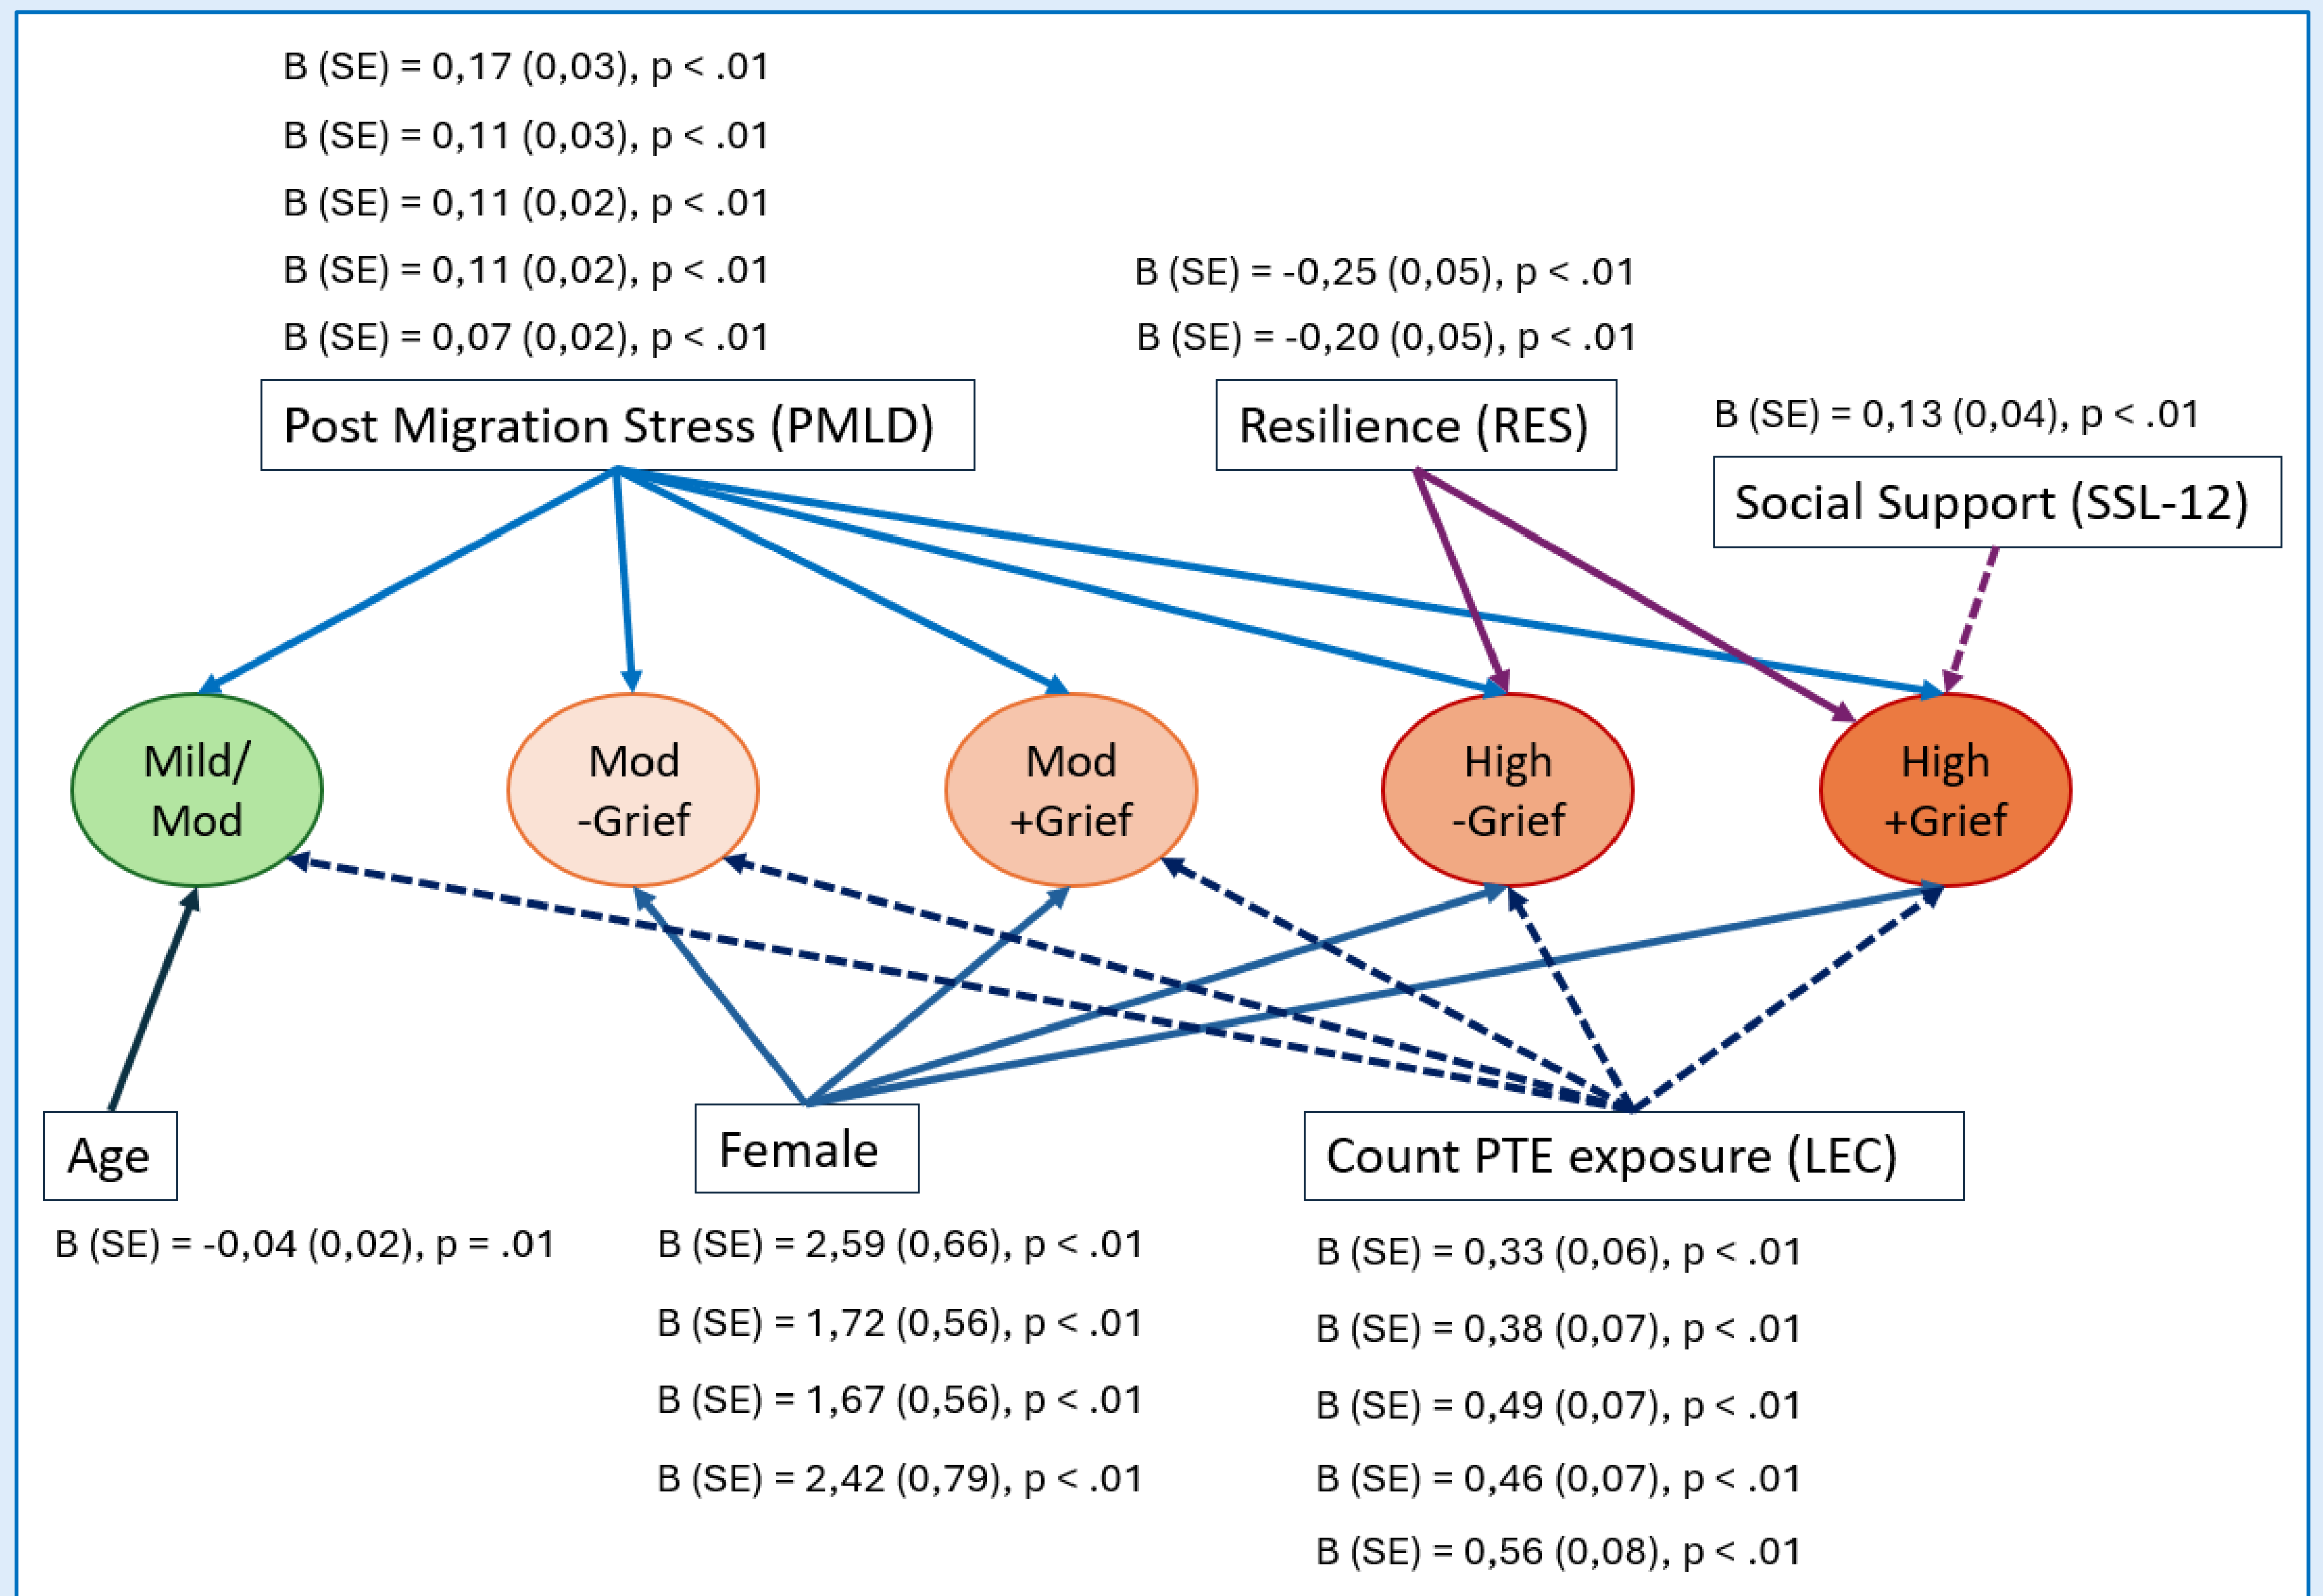 B (SE) = 0,17 (0,03), p < .01
B (SE) = 0,11 (0,03), p < .01
B (SE) = 0,11 (0,02), p < .01
B (SE) = 0,11 (0,02), p < .01
B (SE) = 0,07 (0,02), p < .01
Post Migration Stress (PMLD)
B (SE) = -0,25 (0,05), p < .01
B (SE) = -0,20 (0,05), p < .01
Resilience (RES)
B (SE) = 0,13 (0,04), p < .01
Social Support (SSL-12)
Mild/
Mod
Mod
-Grief
Mod
+Grief
High
-Grief
High
+Grief
Age
B (SE) = -0,04 (0,02), p = .01
Female
B (SE) = 2,59 (0,66), p < .01
B (SE) = 1,72 (0,56), p < .01
B (SE) = 1,67 (0,56), p < .01
B (SE) = 2,42 (0,79), p < .01
Count PTE exposure (LEC)
B (SE) = 0,33 (0,06), p < .01
B (SE) = 0,38 (0,07), p < .01
B (SE) = 0,49 (0,07), p < .01
B (SE) = 0,46 (0,07), p < .01
B (SE) = 0,56 (0,08), p < .01